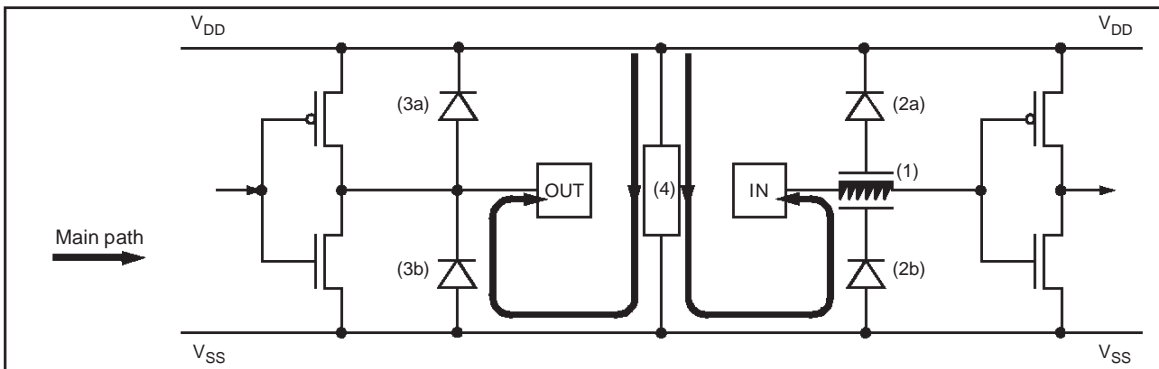 VDD VDD
(3a) (2a)
(1)
OUT (4) IN
Main path
(3b) (2b)
VSS VSS